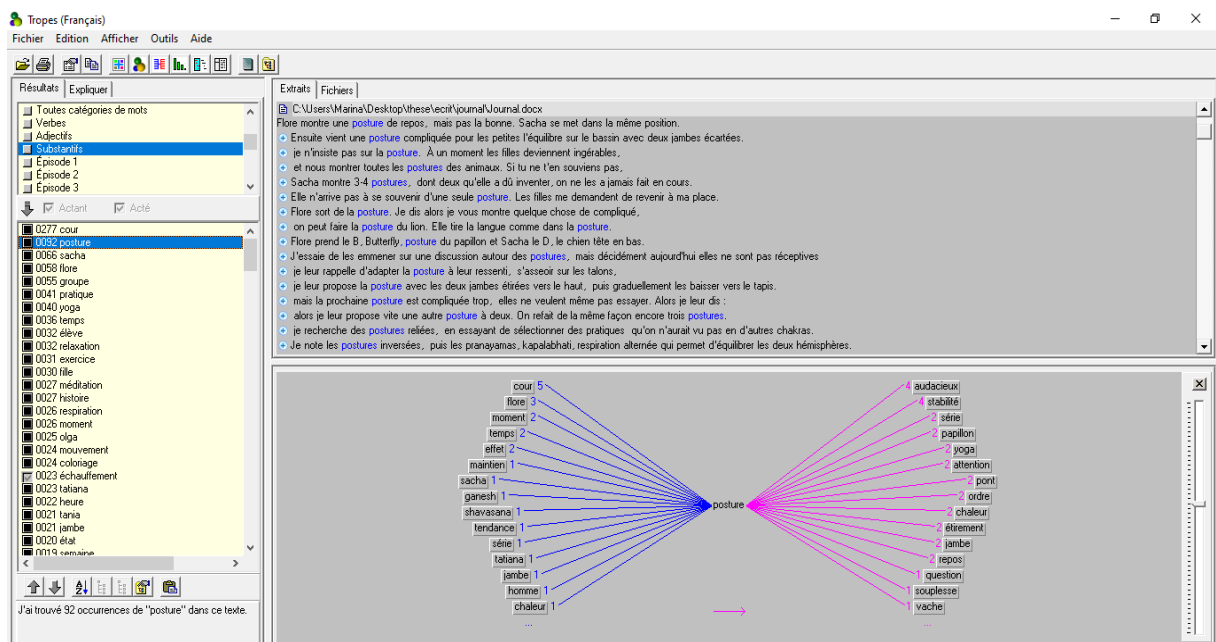 Tropes (Français)
Fichier Edition Afficher Outils Aide
Résultats Expliquer
Toutes catégories de mots
Verbes
Adjectifs
Substantifs
Épisode 1
Épisode 2
Épisode 3
Actant Acté
0277 cour
0092 posture
0066 sacha
0058 flore
0055 groupe
0041 pratique
0040 yoga
0036 temps
0032 élève
0032 relaxation
0031 exercice
0030 fille
0027 méditation
0027 histoire
0026 respiration
0026 moment
0025 olga
0024 mouvement
0024 coloriage
0023 échauffement
0023 tatiana
0022 heure
0021 tania
0021 jambe
0020 état
0019 semaine
J'ai trouvé 92 occurrences de "posture" dans ce texte.
Extraits Fichiers
C:\Users\Marina\Desktop\these\ecrit\journal\Journal.docx
Flore montre une posture de repos, mais pas la bonne. Sacha se met dans la même position.
Ensuite vient une posture compliquée pour les petites l'équilibre sur le bassin avec deux jambes écartées.
je n'insiste pas sur la posture. À un moment les filles deviennent ingérables,
et nous montrer toutes les postures des animaux. Si tu ne t'en souviens pas,
Sacha montre 3-4 postures, dont deux qu'elle a dû inventer, on ne les a jamais fait en cours.
Elle n'arrive pas à se souvenir d'une seule posture. Les filles me demandent de revenir à ma place.
Flore sort de la posture. Je dis alors je vous montre quelque chose de compliqué,
on peut faire la posture du lion. Elle tire la langue comme dans la posture.
Flore prend le B, Butterfly, posture du papillon et Sacha le D, le chien tête en bas.
J'essaie de les emmener sur une discussion autour des postures, mais décidément aujourd'hui elles ne sont pas réceptives
je leur rappelle d'adapter la posture à leur ressenti, s'asseoir sur les talons,
je leur propose la posture avec les deux jambes étirées vers le haut, puis graduellement les baisser vers le tapis.
mais la prochaine posture est compliquée trop, elles ne veulent même pas essayer. Alors je leur dis :
alors je leur propose vite une autre posture à deux. On refait de la même façon encore trois postures.
je recherche des postures reliées, en essayant de sélectionner des pratiques qu'on n'aurait vu pas en d'autres chakras.
Je note les postures inversées, puis les pranayamas, kapalabhati, respiration alternée qui permet d'équilibrer les deux hémisphères.
cour 5
flore 3
moment 2
temps 2
effet 2
maintien 1
sacha 1
ganesh 1
shavasana 1
tendance 1
série 1
tatiana 1
jambe 1
homme 1
chaleur 1
...
posture
4 audacieux
4 stabilité
2 série
2 papillon
2 yoga
2 attention
2 pont
2 ordre
2 chaleur
2 étirement
2 jambe
2 repos
1 question
1 souplesse
1 vache
...